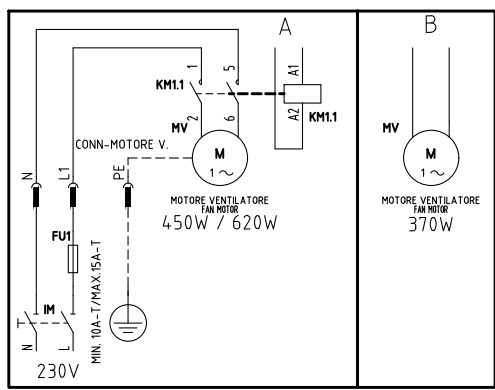 A
B
1
5
A1
KM1.1
A2
KM1.1
2
6
MV
MV
CONN-MOTORE V.
M
1 ~
M
1 ~
N
L1
PE
MOTORE VENTILATORE
FAN MOTOR
450W / 620W
MOTORE VENTILATORE
FAN MOTOR
370W
FU1
MIN. 10A-T/MAX.15A-T
IM
N
L
230V